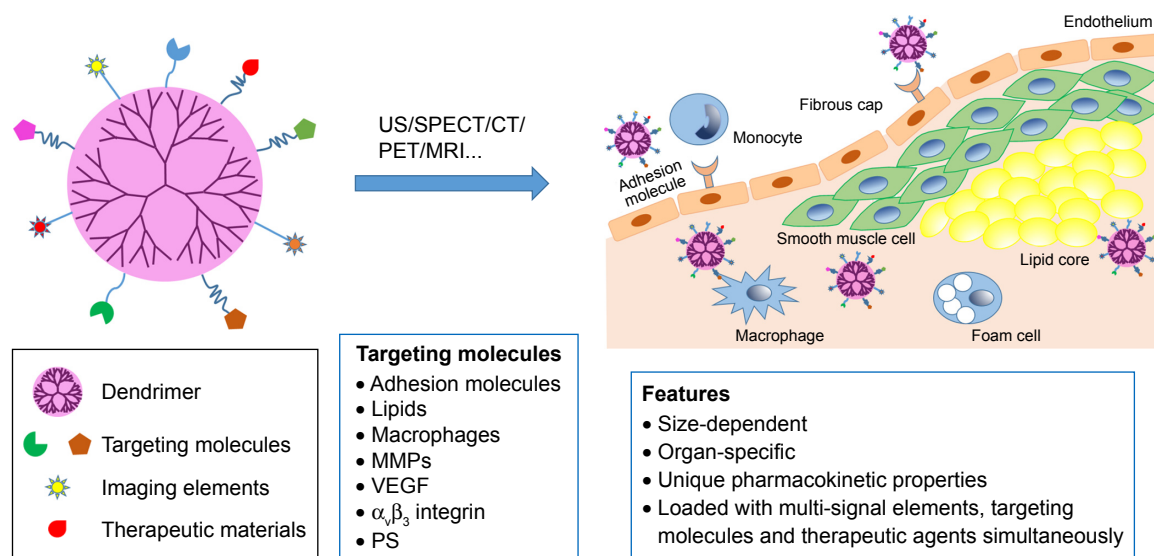 US/SPECT/CT/
PET/MRI...
Endothelium
Fibrous cap
Monocyte
Adhesion
molecule
Smooth muscle cell
Lipid core
Macrophage
Foam cell
Dendrimer
Targeting molecules
Imaging elements
Therapeutic materials
Targeting molecules
• Adhesion molecules
• Lipids
• Macrophages
• MMPs
• VEGF
• αvβ3 integrin
• PS
Features
• Size-dependent
• Organ-specific
• Unique pharmacokinetic properties
• Loaded with multi-signal elements, targeting
molecules and therapeutic agents simultaneously